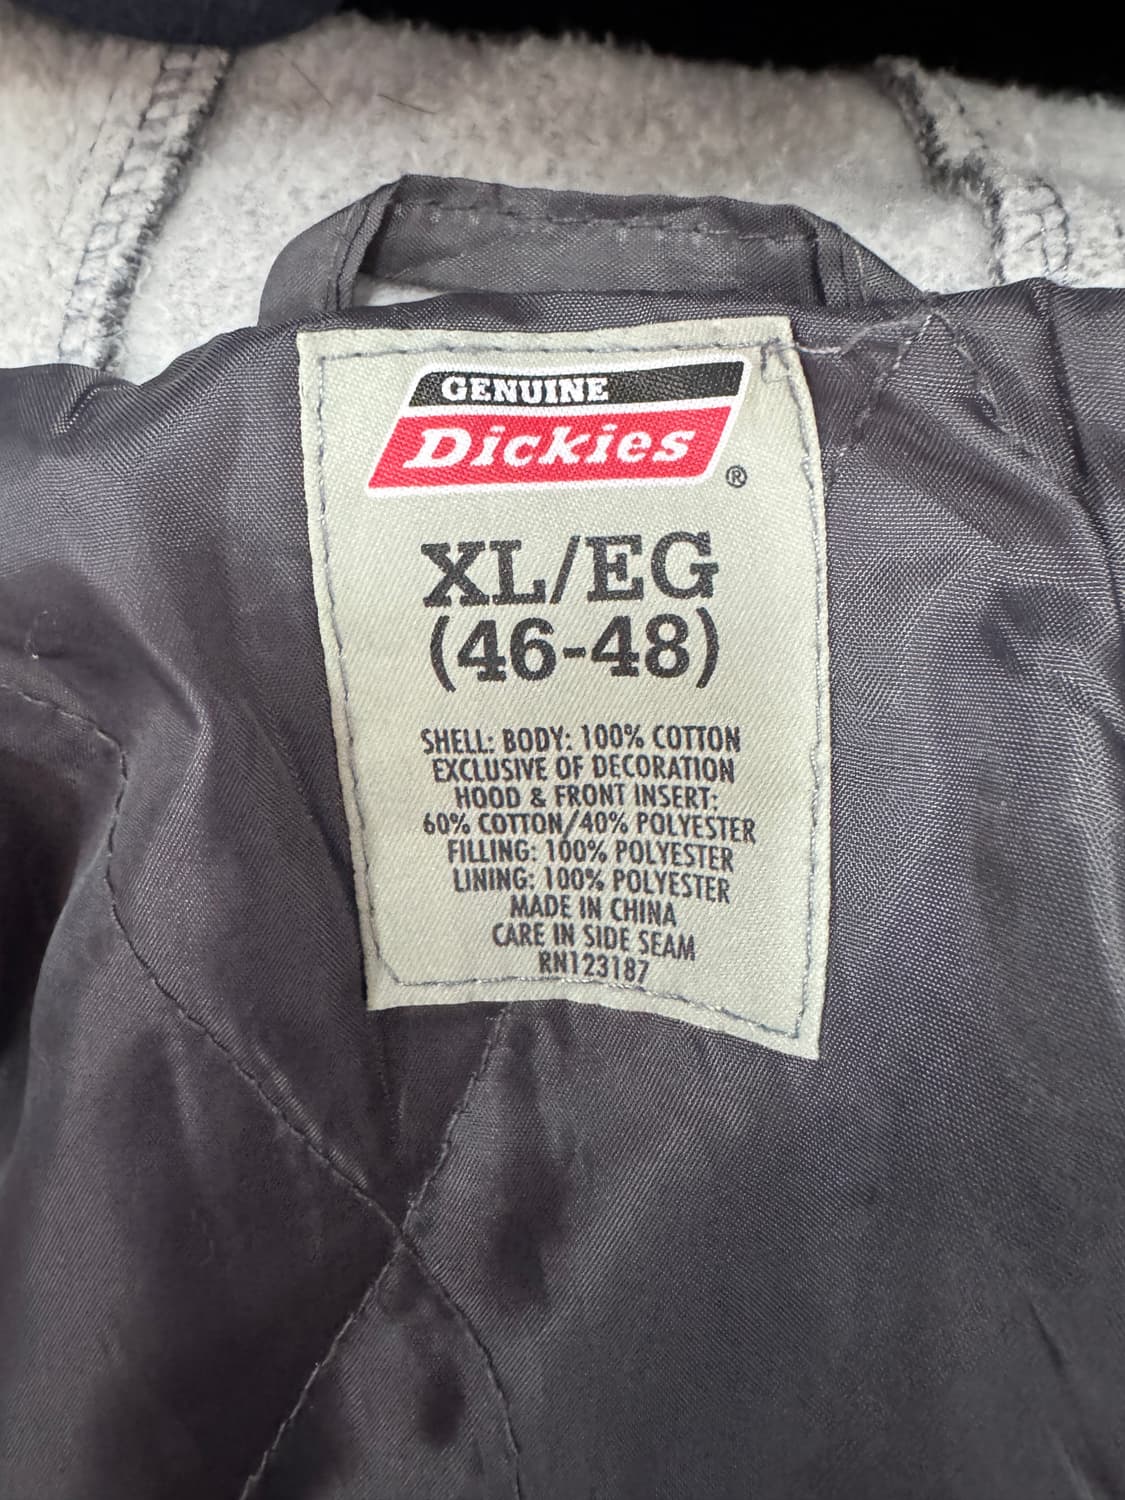 GENUINE
Dickies
®
XL/EG
(46-48)
SHELL: BODY: 100% COTTON
EXCLUSIVE OF DECORATION
HOOD & FRONT INSERT:
60% COTTON/40% POLYESTER
FILLING: 100% POLYESTER
LINING: 100% POLYESTER
MADE IN CHINA
CARE IN SIDE SEAM
RN123187